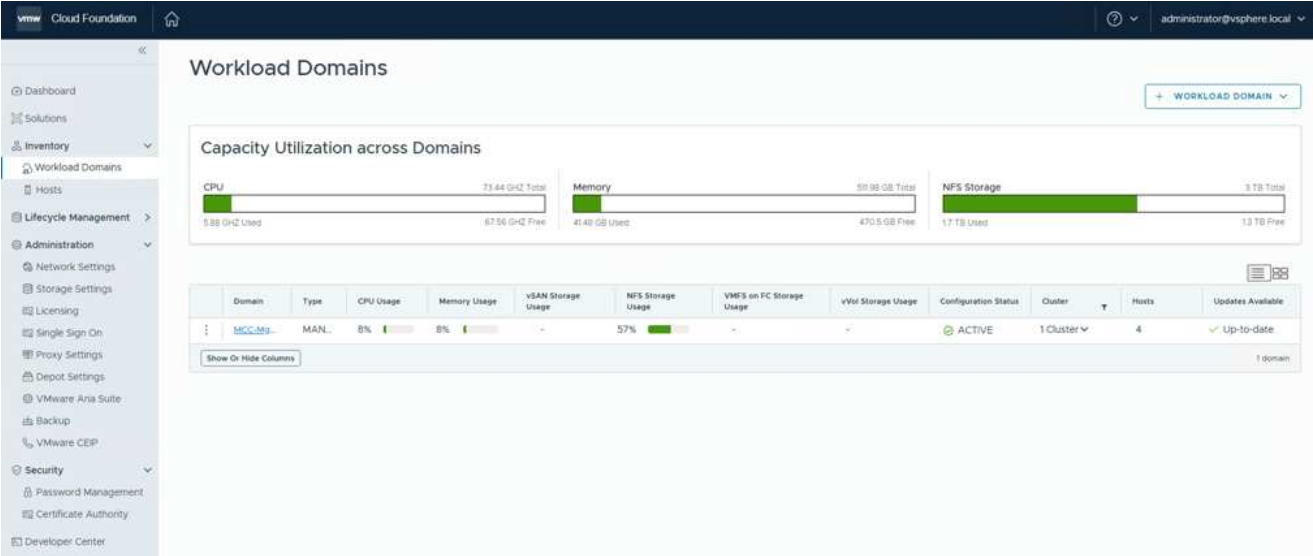 vmw Cloud Foundation
administrator@vsphere.local
Dashboard
Solutions
Inventory
Workload Domains
Hosts
Lifecycle Management
Administration
Network Settings
Storage Settings
Licensing
Single Sign On
Proxy Settings
Depot Settings
VMware Aria Suite
Backup
VMware CEIP
Security
Password Management
Certificate Authority
Developer Center
Workload Domains
+ WORKLOAD DOMAIN
Capacity Utilization across Domains
CPU 73.44 GHZ Total
5.88 GHZ Used 67.56 GHZ Free
Memory 511.98 GB Total
41.48 GB Used 470.5 GB Free
NFS Storage 3 TB Total
1.7 TB Used 1.3 TB Free
Domain Type CPU Usage Memory Usage vSAN Storage Usage NFS Storage Usage VMFS on FC Storage Usage vVol Storage Usage Configuration Status Cluster Hosts Updates Available
MCC-Mg... MAN... 8% 8% - 57% - - ACTIVE 1 Cluster 4 Up-to-date
Show Or Hide Columns 1 domain